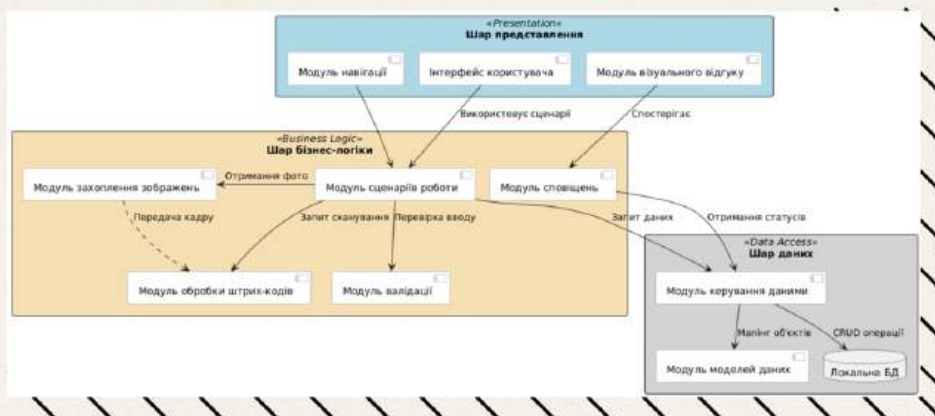 «Presentation»
Шар представлення
Модуль навігації
Інтерфейс користувача
Модуль візуального відгуку
Використовує сценарії
Спостерігає
«Business Logic»
Шар бізнес-логіки
Модуль захоплення зображень
Отримання фото
Модуль сценаріїв роботи
Модуль сповіщень
Передача кадру
Запит сканування
Перевірка вводу
Запит даних
Отримання статусів
Модуль обробки штрих-кодів
Модуль валідації
«Data Access»
Шар даних
Модуль керування даними
Мапінг об'єктів
CRUD операції
Модуль моделей даних
Локальна БД